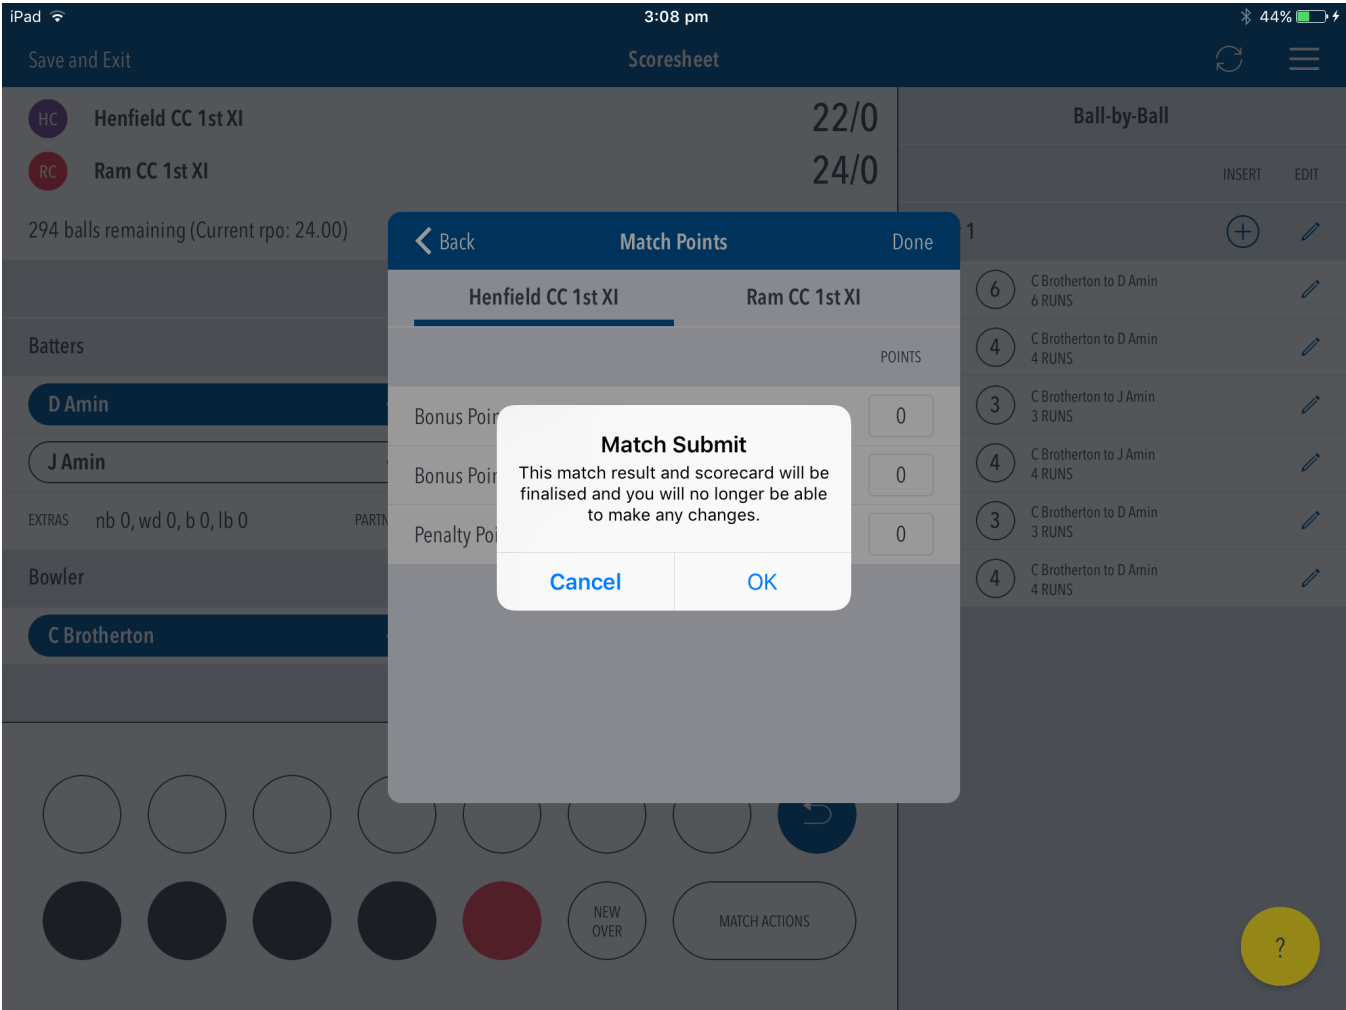 iPad
3:08 pm
44%
Save and Exit
Scoresheet
HC
Henfield CC 1st XI
22/0
RC
Ram CC 1st XI
24/0
294 balls remaining (Current rpo: 24.00)
Batters
D Amin
J Amin
EXTRAS nb 0, wd 0, b 0, lb 0
Bowler
C Brotherton
NEW
OVER
MATCH ACTIONS
Back
Match Points
Done
Henfield CC 1st XI
Ram CC 1st XI
POINTS
Bonus
0
Bonus
0
Penalty
0
Match Submit
This match result and scorecard will be
finalised and you will no longer be able
to make any changes.
Cancel
OK
Ball-by-Ball
INSERT
EDIT
1
6
C Brotherton to D Amin
6 RUNS
4
C Brotherton to D Amin
4 RUNS
3
C Brotherton to J Amin
3 RUNS
4
C Brotherton to J Amin
4 RUNS
3
C Brotherton to D Amin
3 RUNS
4
C Brotherton to D Amin
4 RUNS
?